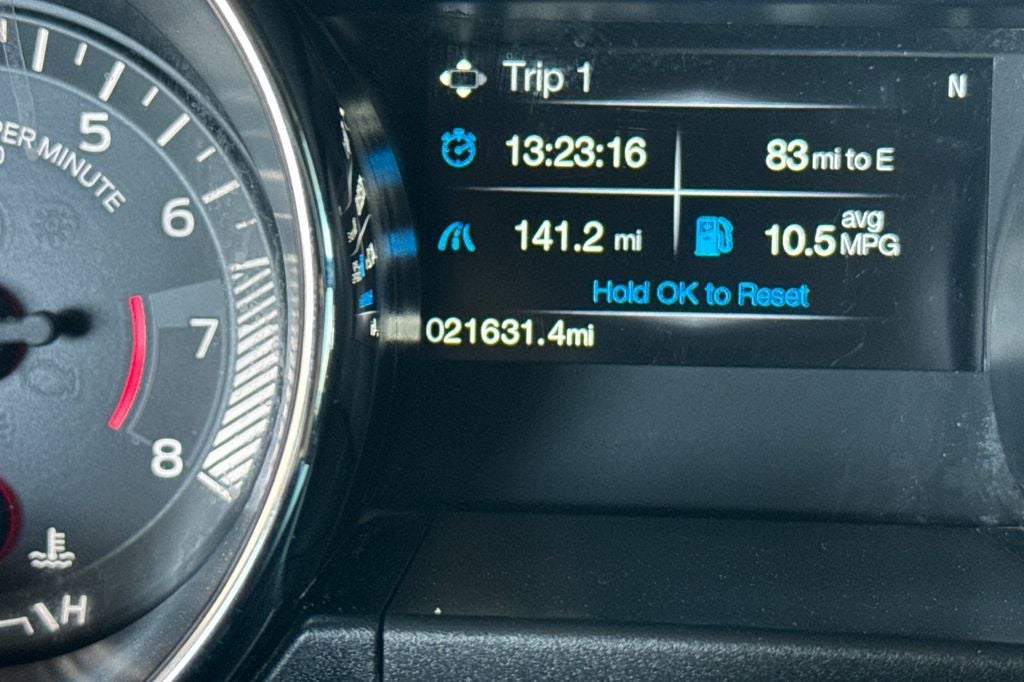 Trip 1
N
13:23:16
83 mi to E
141.2 mi
10.5 avg MPG
Hold OK to Reset
021631.4mi
5
6
7
8
PER MINUTE
H